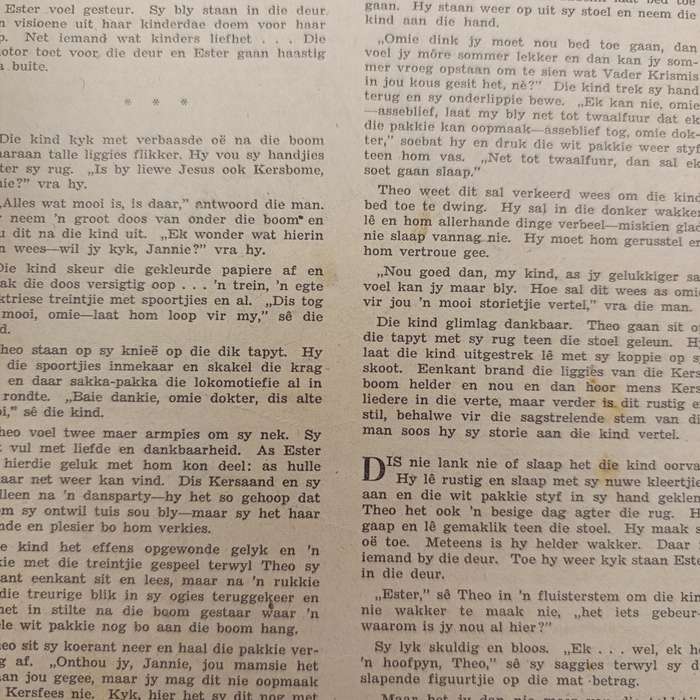 Ester voel gesteur. Sy bly staan in die deur
n visioene uit haar kinderdae doem voor haar
p. Net iemand wat kinders liefhet . . . Die
otor toet voor die deur en Ester gaan haastig
a buite.
* * *
Die kind kyk met verbaasde oë na die boom
aaraan talle liggies flikker. Hy vou sy handjies
ter sy rug. „Is by liewe Jesus ook Kersbome,
ie?” vra hy.
„Alles wat mooi is, is daar,” antwoord die man.
neem 'n groot doos van onder die boom en
u dit na die kind uit. „Ek wonder wat hierin
n wees—wil jy kyk, Jannie?” vra hy.
Die kind skeur die gekleurde papiere af en
ak die doos versigtig oop . . . 'n trein, 'n egte
ktriese treintjie met spoortjies en al. „Dis tog
mooi, omie—laat hom loop vir my,” sê die
d.
heo staan op sy knieë op die dik tapyt. Hy
die spoortjies inmekaar en skakel die krag
en daar sakka-pakka die lokomotiefie al in
rondte. „Baie dankie, omie dokter, dis alte
oi,” sê die kind.
heo voel twee maer armpies om sy nek. Sy
vul met liefde en dankbaarheid. As Ester
hierdie geluk met hom kon deel: as hulle
aar net weer kan vind. Dis Kersaand en sy
lleen na 'n dansparty—hy het so gehoop dat
om sy ontwil tuis sou bly—maar sy het haar
nde en plesier bo hom verkies.
e kind het effens opgewonde gelyk en 'n
kie met die treintjie gespeel terwyl Theo sy
ant eenkant sit en lees, maar na 'n rukkie
die treurige blik in sy ogies teruggekeer en
het in stilte na die boom gestaar waar 'n
ele wit pakkie nog bo aan die boom hang.
eo sit sy koerant neer en haal die pakkie ver-
g af. „Onthou jy, Jannie, jou mamsie het
aan jou gegee, maar jy mag dit nie oopmaak
Kersfees nie. Kyk, hier het sy dit nog met
gaan. Hy staan weer op uit sy stoel en neem die
kind aan die hand.
„Omie dink jy moet nou bed toe gaan, dan
voel jy môre sommer lekker en dan kan jy som-
mer vroeg opstaan om te sien wat Vader Krismis
in jou kous gesit het, nè?” Die kind trek sy hand
terug en sy onderlippie bewe. „Ek kan nie, omie
—asseblief, laat my bly net tot twaalfuur dat ek
die pakkie kan oopmaak—asseblief tog, omie dok-
ter,” soebat hy en druk die wit pakkie weer styf
teen hom vas. „Net tot twaalfuur, dan sal ek
soet gaan slaap.”
Theo weet dit sal verkeerd wees om die kind
bed toe te dwing. Hy sal in die donker wakker
lê en hom allerhande dinge verbeel—miskien glad
nie slaap vannag nie. Hy moet hom gerusstel en
hom vertroue gee.
„Nou goed dan, my kind, as jy gelukkiger sa
voel kan jy maar bly. Hoe sal dit wees as omie
vir jou 'n mooi storietjie vertel,” vra die man.
Die kind glimlag dankbaar. Theo gaan sit op
die tapyt met sy rug teen die stoel geleun. Hy
laat die kind uitgestrek lê met sy koppie op sy
skoot. Eenkant brand die liggies van die Kers
boom helder en nou en dan hoor mens Kers
liedere in die verte, maar verder is dit rustig en
stil, behalwe vir die sagstrelende stem van di
man soos hy sy storie aan die kind vertel.
DIS nie lank nie of slaap het die kind oorva
Hy lê rustig en slaap met sy nuwe kleertjie
aan en die wit pakkie styf in sy hand geklem
Theo het ook 'n besige dag agter die rug. H
gaap en lê gemaklik teen die stoel. Hy maak s
oë toe. Meteens is hy helder wakker. Daar
iemand by die deur. Toe hy weer kyk staan Este
in die deur.
„Ester,” sê Theo in 'n fluisterstem om die kin
nie wakker te maak nie, „het iets gebeur-
waarom is jy nou al hier?”
Sy lyk skuldig en bloos. „Ek . . . wel, ek h
'n hoofpyn, Theo,” sê sy saggies terwyl sy d
slapende figuurtjie op die mat betrag.